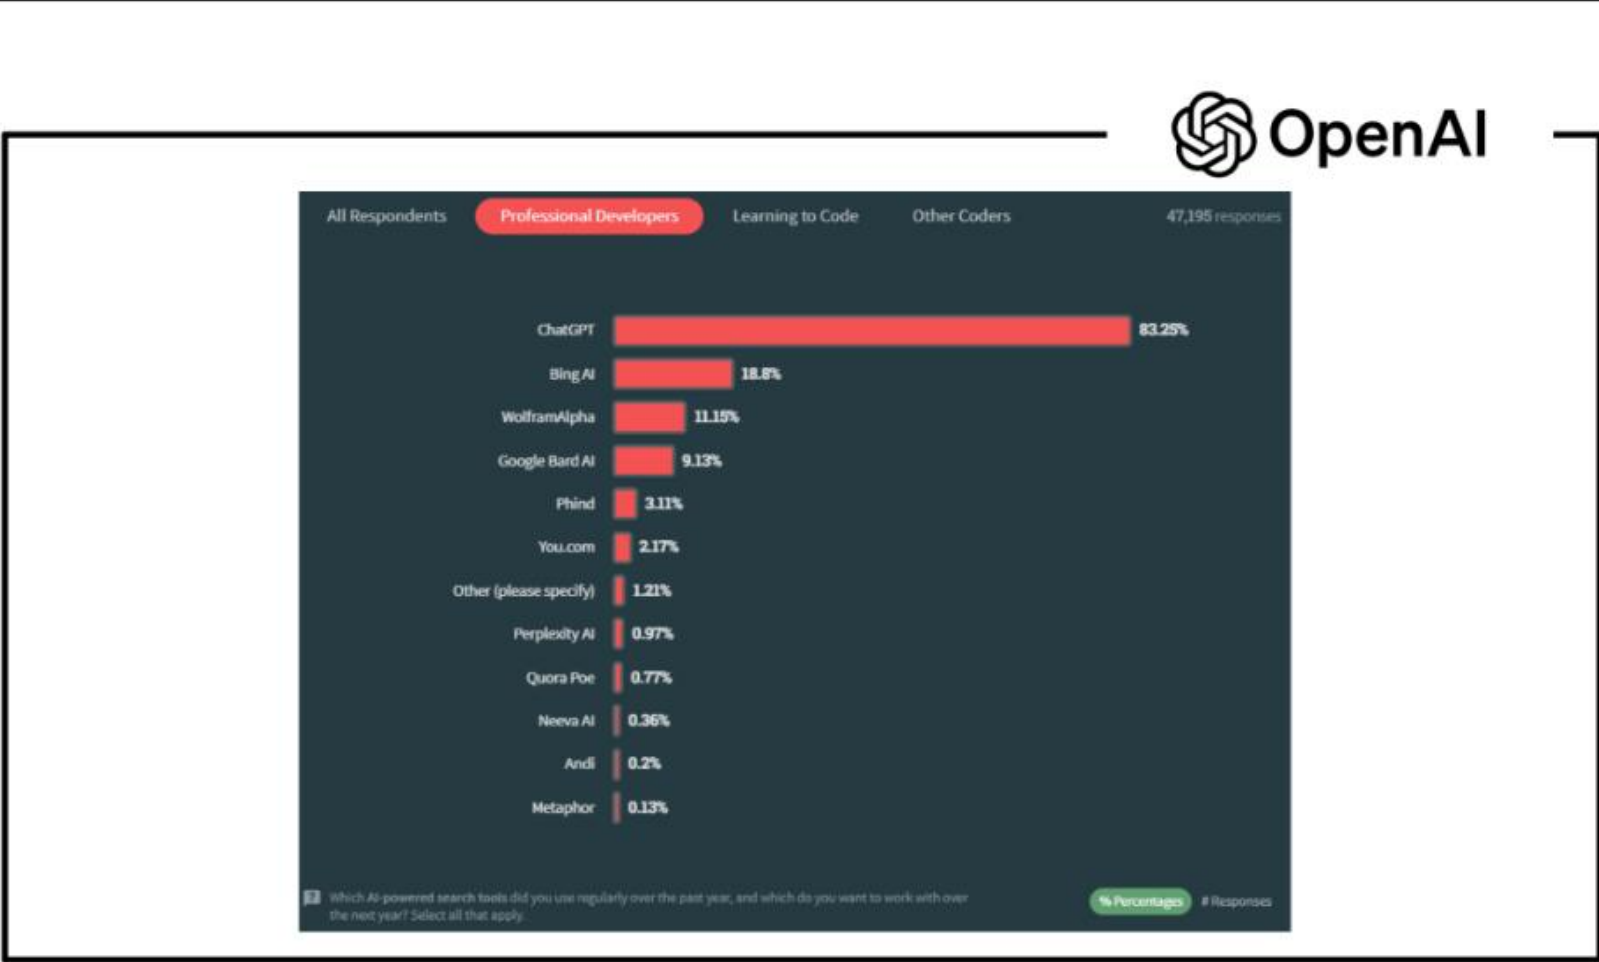 OpenAI
All Respondents Professional Developers Learning to Code Other Coders 47,195 responses
ChatGPT 83.25%
Bing AI 18.8%
WolframAlpha 11.15%
Google Bard AI 9.13%
Phind 3.11%
You.com 2.17%
Other (please specify) 1.21%
Perplexity AI 0.97%
Quora Poe 0.77%
Neeva AI 0.36%
Andi 0.2%
Metaphor 0.13%
Which AI-powered search tools did you use regularly over the past year, and which do you want to work with over
the next year? Select all that apply.
% Percentages # Responses